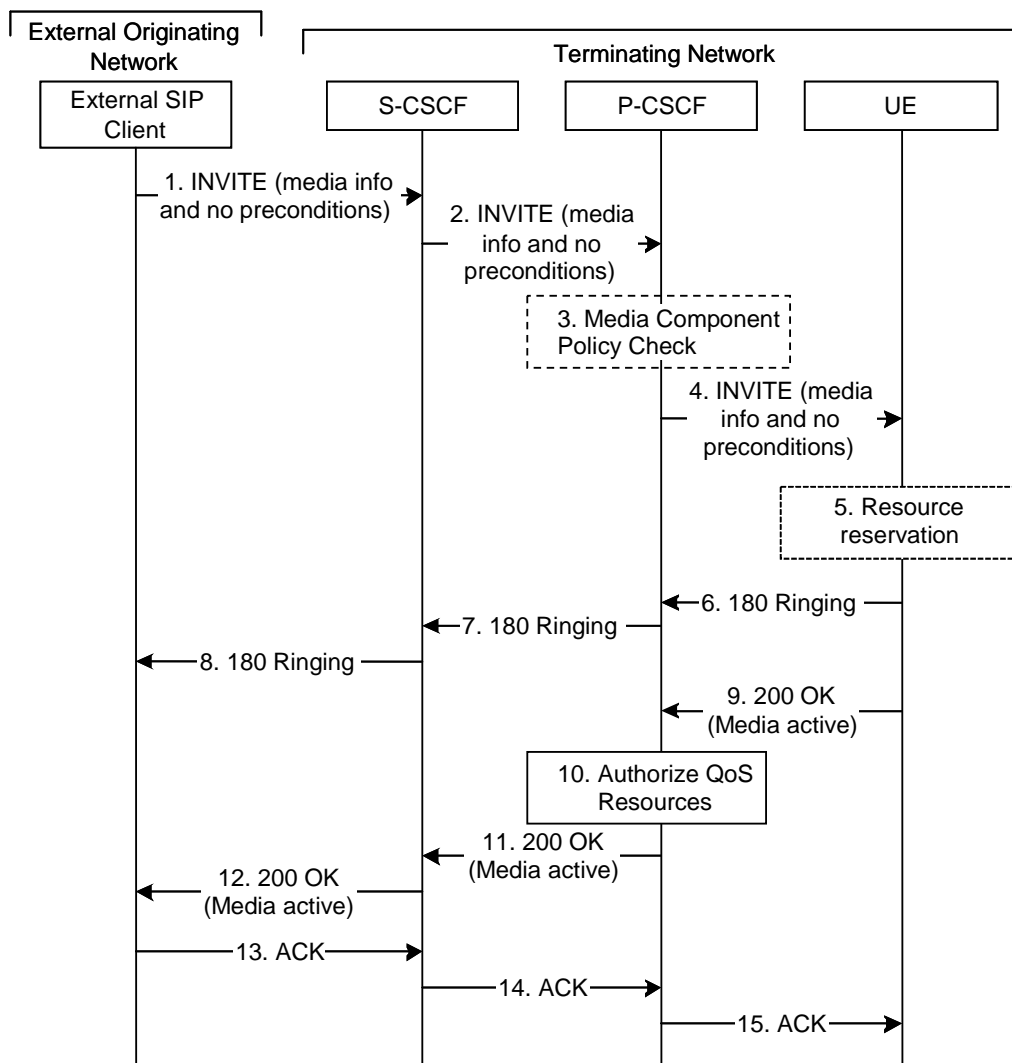 External Originating
Network
Terminating Network
External SIP
Client
S-CSCF
P-CSCF
UE
1. INVITE (media info
and no preconditions)
2. INVITE (media
info and no
preconditions)
3. Media Component
Policy Check
4. INVITE (media
info and no
preconditions)
5. Resource
reservation
6. 180 Ringing
7. 180 Ringing
8. 180 Ringing
9. 200 OK
(Media active)
10. Authorize QoS
Resources
11. 200 OK
(Media active)
12. 200 OK
(Media active)
13. ACK
14. ACK
15. ACK